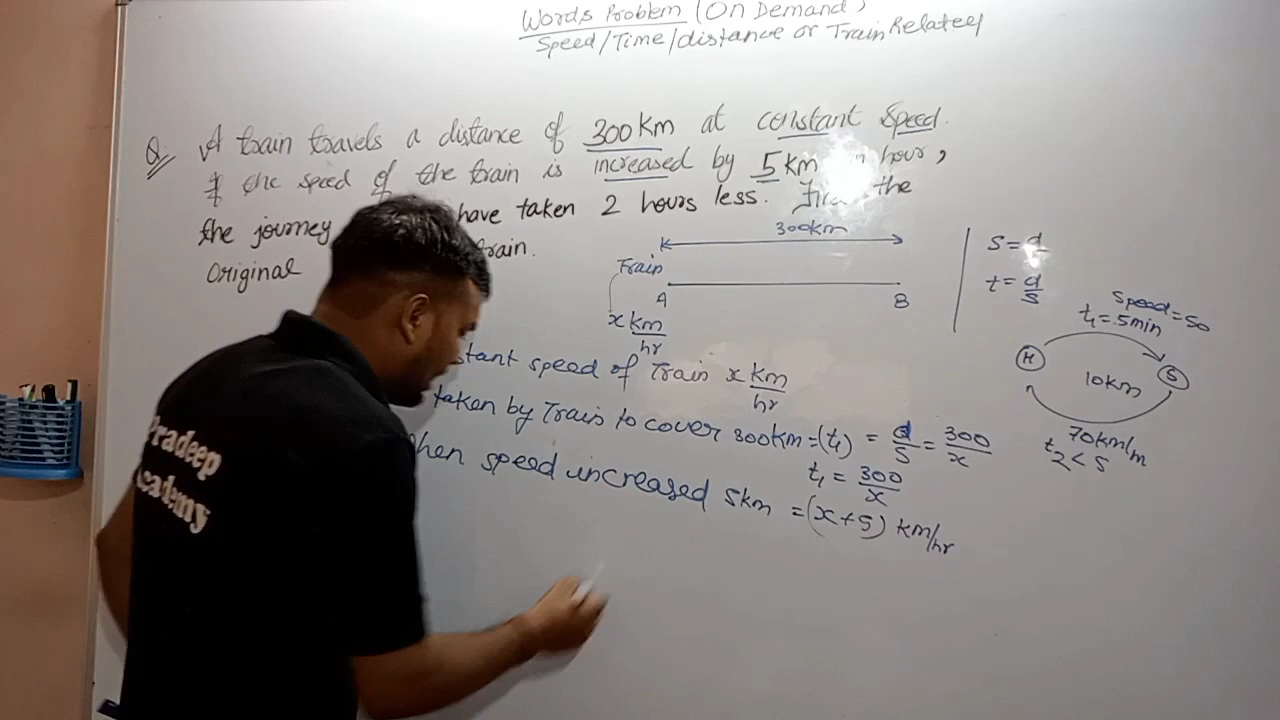 Words Problem (On Demand)
Speed/Time/distance or Train Related
Q. A train travels a distance of 300 Km at constant Speed.
If the speed of the train is increased by 5 Km hour,
the journey have taken 2 hours less. the
Original train.
300km
Train
A
B
x km/hr
S = d/t
t = d/s
Speed = 50
t₁ = 5min
H
S
10km
70km/m
t₂ < 5
stant speed of Train x km/hr
taken by Train to cover 300km = (t₁) = d/s = 300/x
t₁ = 300/x
hen speed increased 5km = (x+5) km/hr
Pradeep
Academy